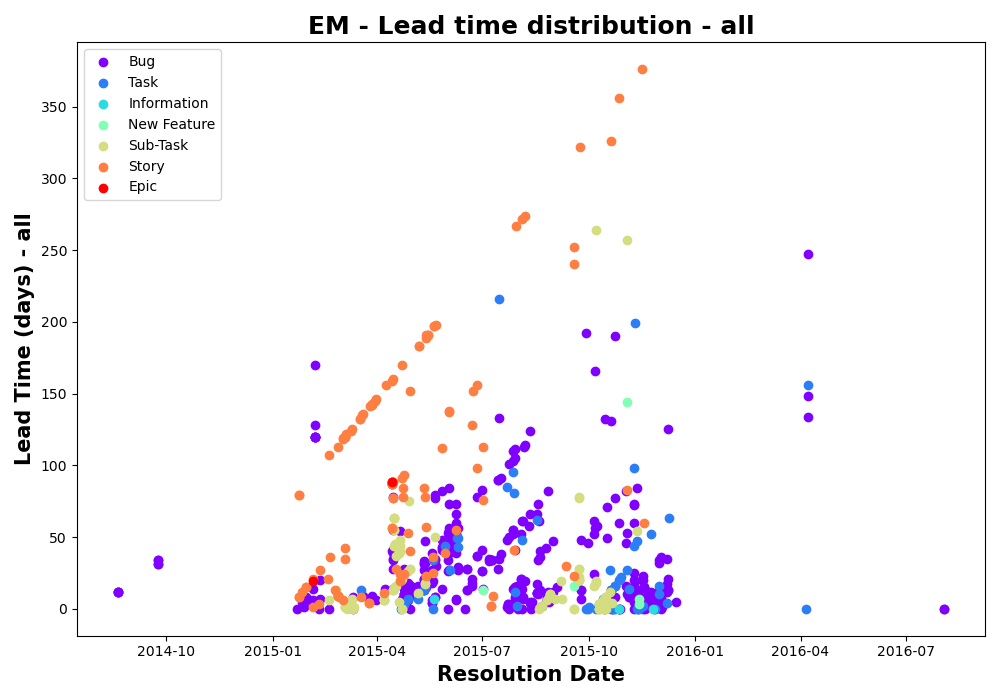 EM - Lead time distribution - all
Bug
Task
Information
New Feature
Sub-Task
Story
Epic
Lead Time (days) - all
350
300
250
200
150
100
50
0
2014-10
2015-01
2015-04
2015-07
2015-10
2016-01
2016-04
2016-07
Resolution Date